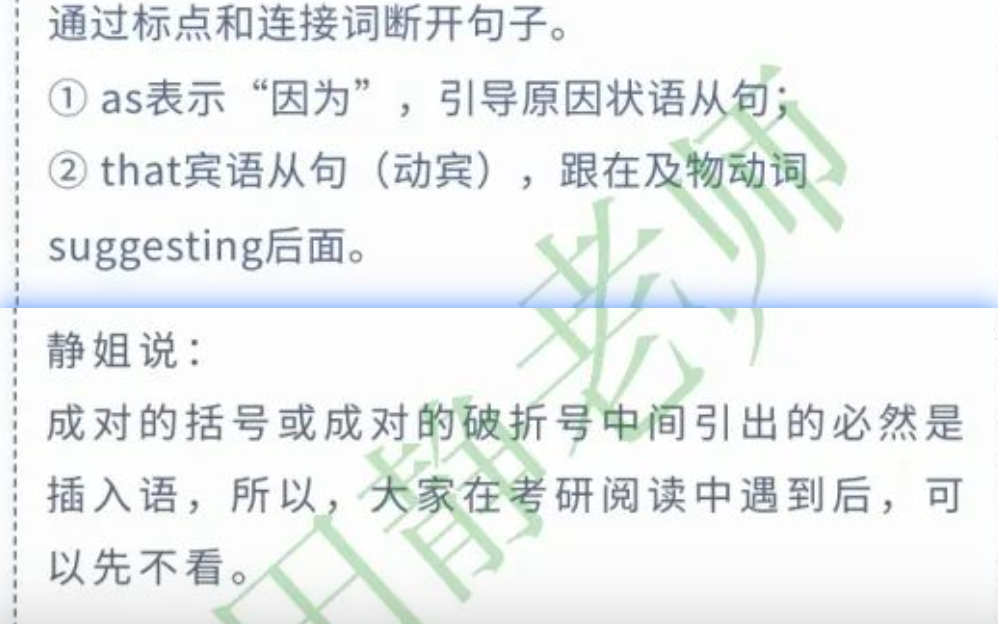 通过标点和连接词断开句子。
① as表示“因为”，引导原因状语从句；
② that宾语从句（动宾），跟在及物动词
suggesting后面。
静姐说：
成对的括号或成对的破折号中间引出的必然是
插入语，所以，大家在考研阅读中遇到后，可
以先不看。
田静老师